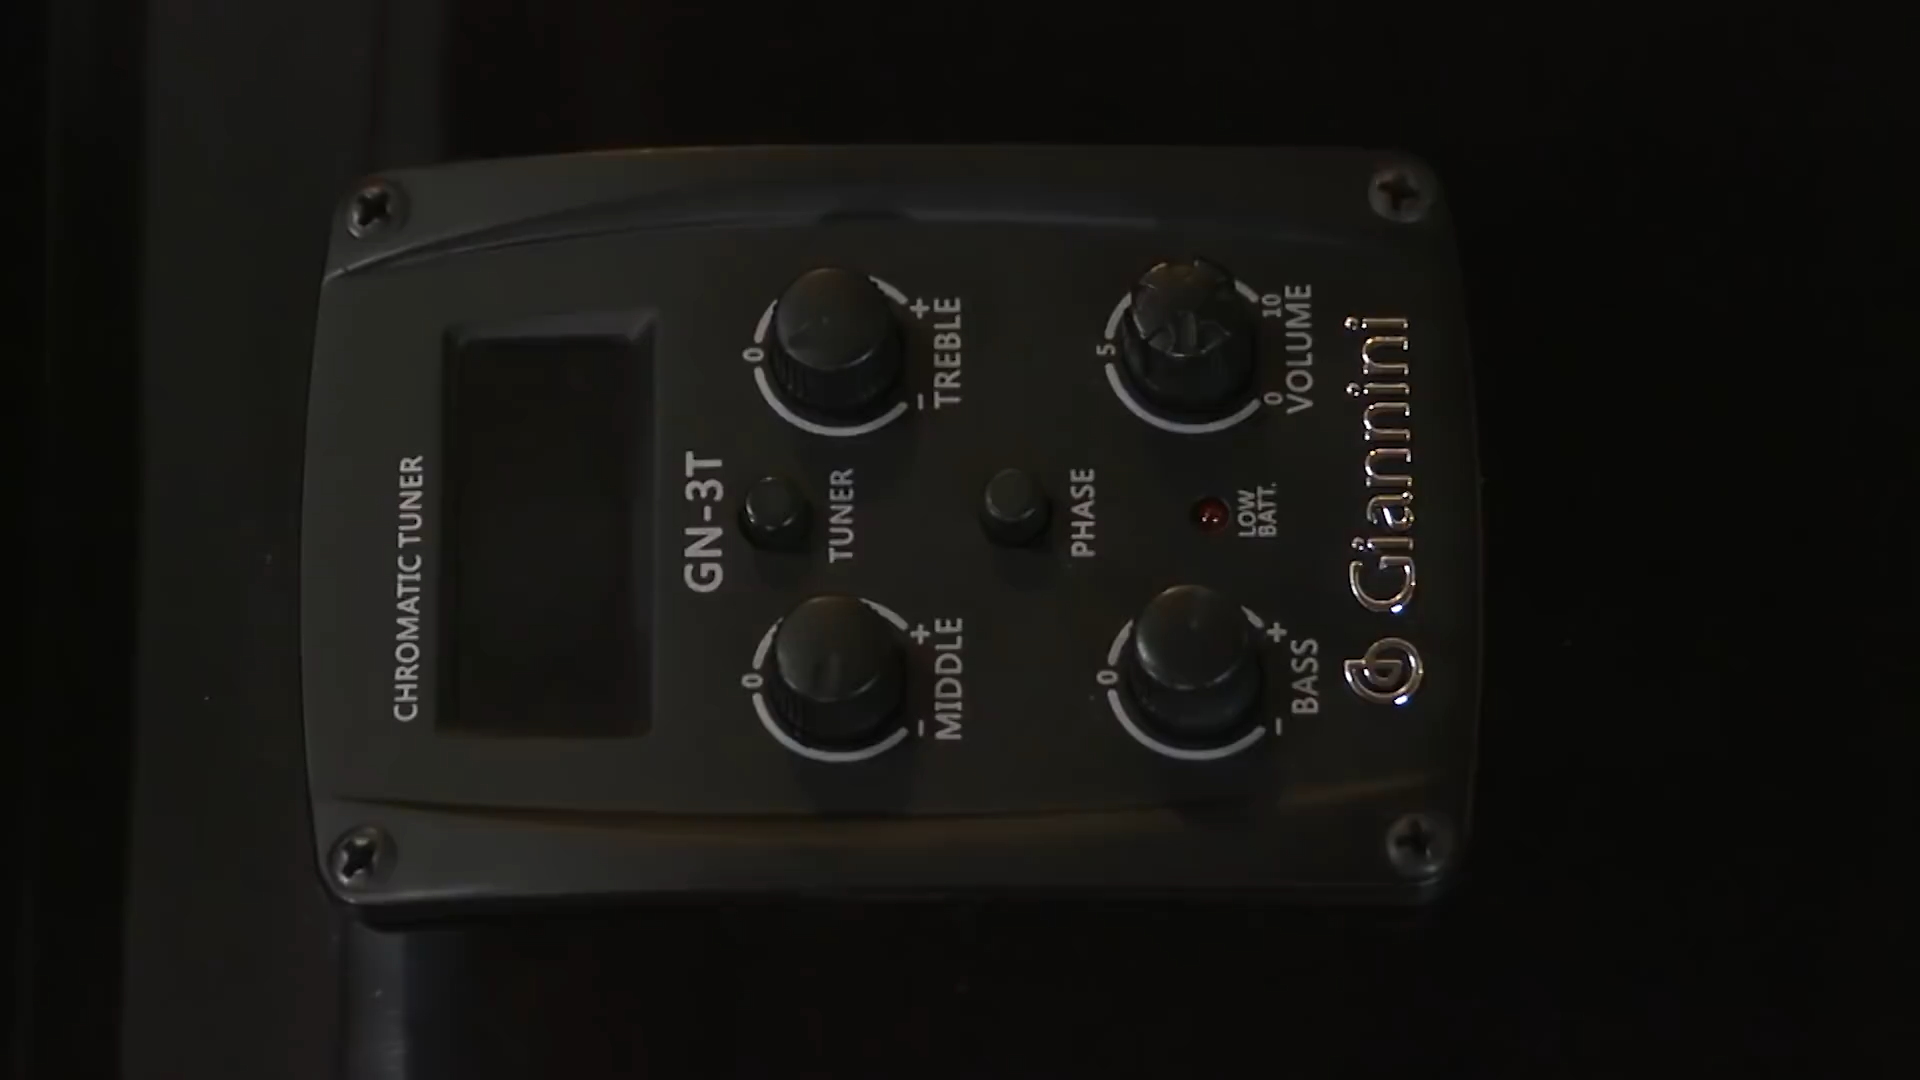 CHROMATIC TUNER
GN-3T
TUNER
0
- MIDDLE +
0
- TREBLE +
PHASE
LOW
BATT.
0
- BASS +
5
0 VOLUME 10
Giannini